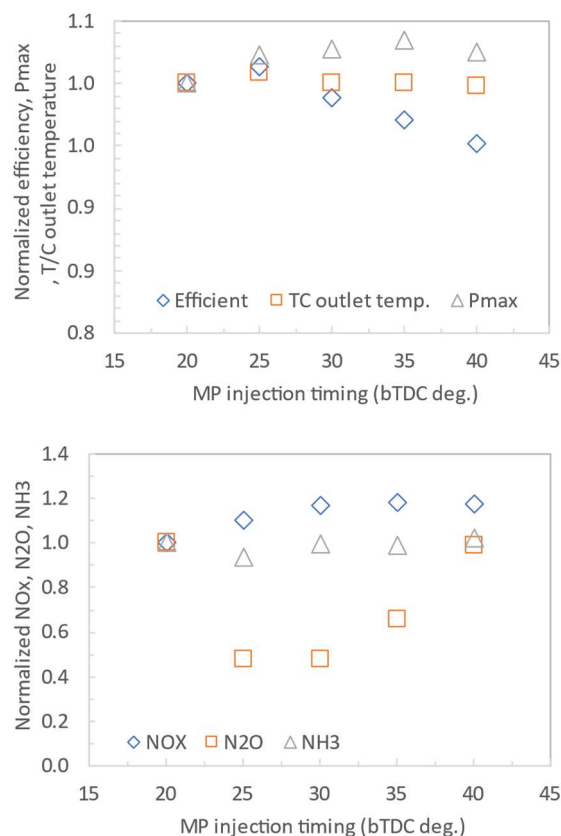 Normalized efficiency, Pmax
, T/C outlet temperature
1.1
1.0
1.0
0.9
0.9
0.8
Efficient TC outlet temp. Pmax
15 20 25 30 35 40 45
MP injection timing (bTDC deg.)
Normalized NOx, N2O, NH3
1.4
1.2
1.0
0.8
0.6
0.4
0.2
0.0
NOX N2O NH3
15 20 25 30 35 40 45
MP injection timing (bTDC deg.)